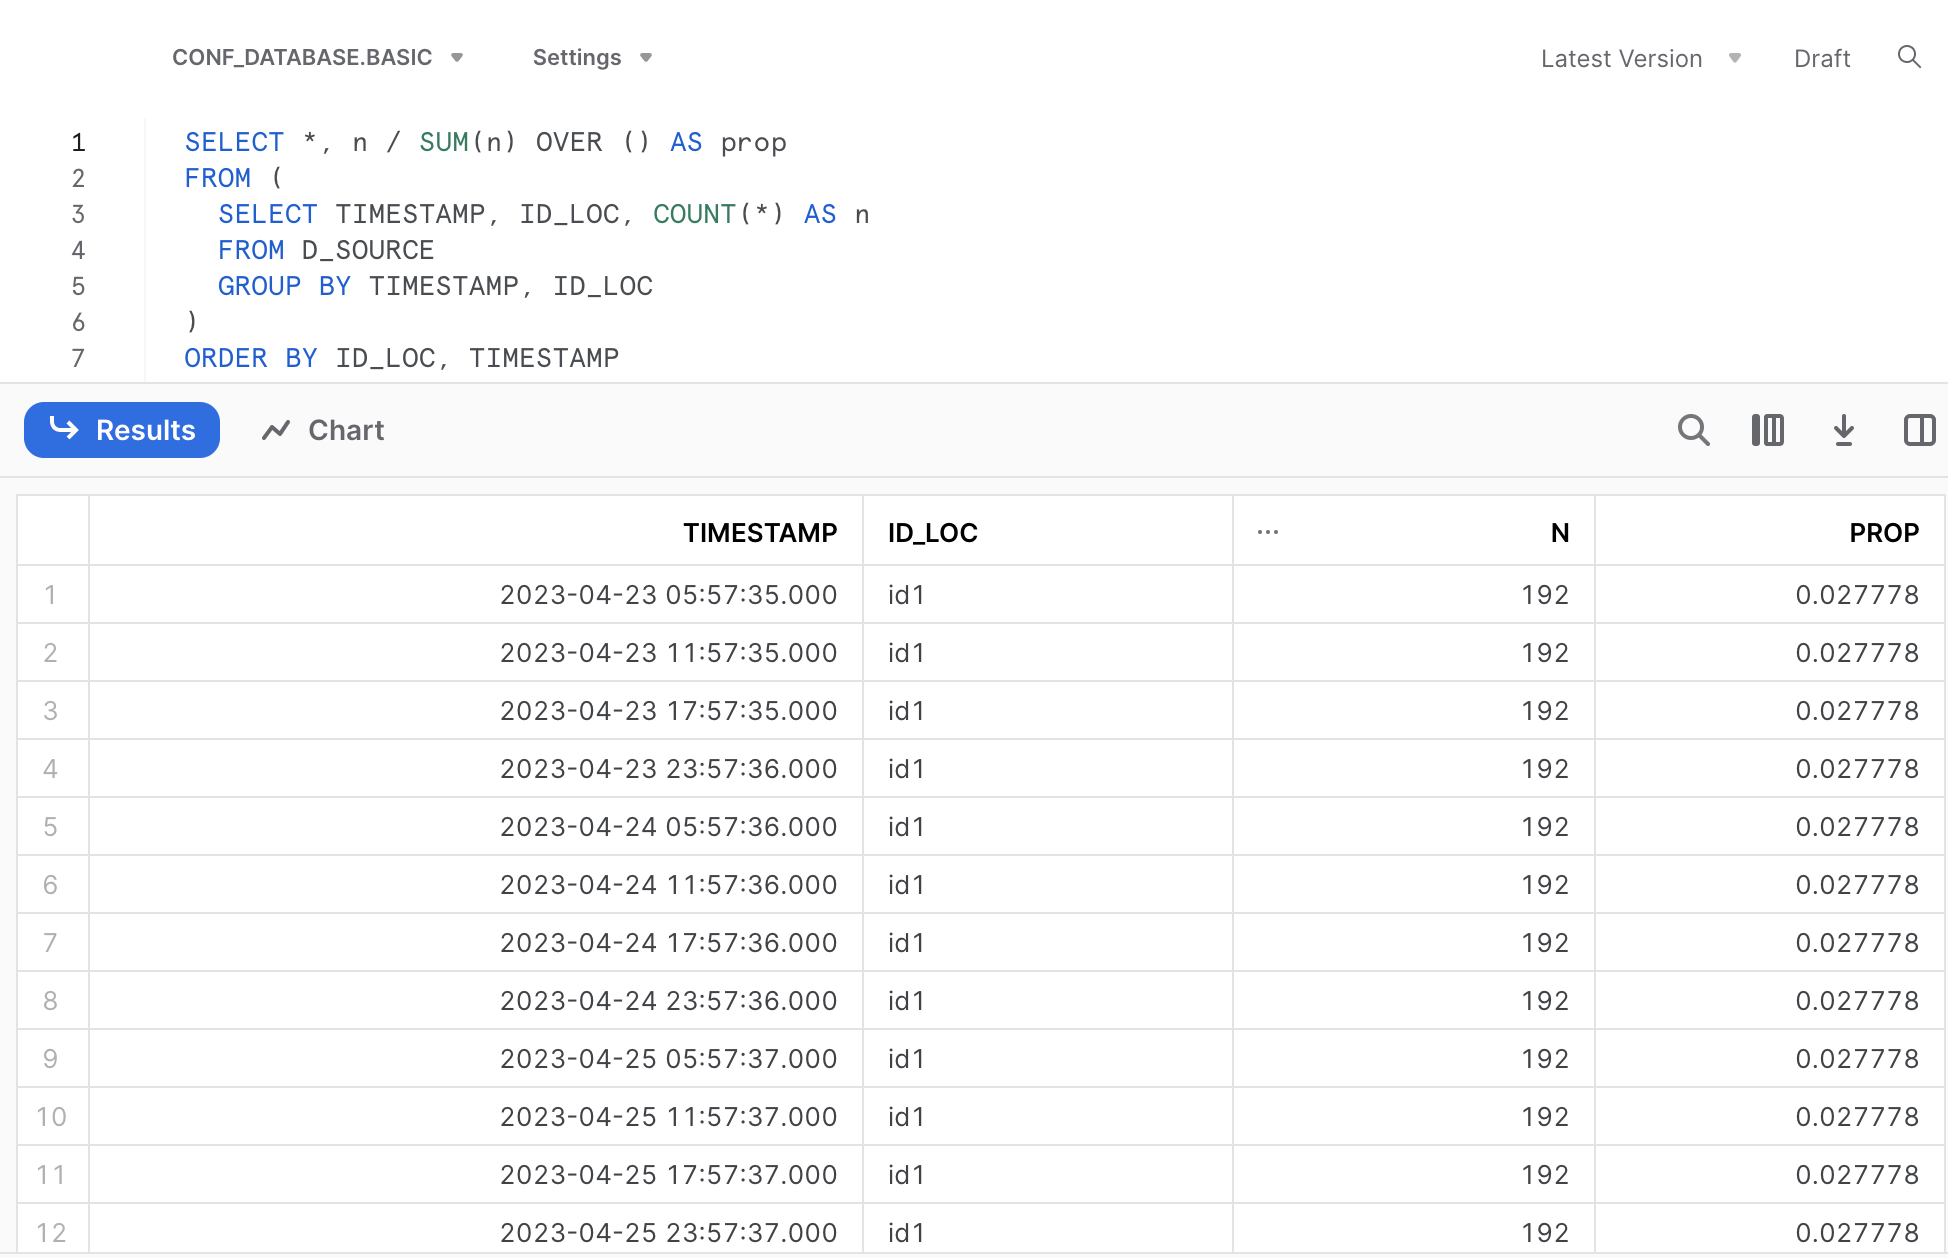 CONF_DATABASE.BASIC Settings Latest Version Draft
1 SELECT *, n / SUM(n) OVER () AS prop
2 FROM (
3 SELECT TIMESTAMP, ID_LOC, COUNT(*) AS n
4 FROM D_SOURCE
5 GROUP BY TIMESTAMP, ID_LOC
6 )
7 ORDER BY ID_LOC, TIMESTAMP
Results Chart
TIMESTAMP ID_LOC ... N PROP
1 2023-04-23 05:57:35.000 id1 192 0.027778
2 2023-04-23 11:57:35.000 id1 192 0.027778
3 2023-04-23 17:57:35.000 id1 192 0.027778
4 2023-04-23 23:57:36.000 id1 192 0.027778
5 2023-04-24 05:57:36.000 id1 192 0.027778
6 2023-04-24 11:57:36.000 id1 192 0.027778
7 2023-04-24 17:57:36.000 id1 192 0.027778
8 2023-04-24 23:57:36.000 id1 192 0.027778
9 2023-04-25 05:57:37.000 id1 192 0.027778
10 2023-04-25 11:57:37.000 id1 192 0.027778
11 2023-04-25 17:57:37.000 id1 192 0.027778
12 2023-04-25 23:57:37.000 id1 192 0.027778